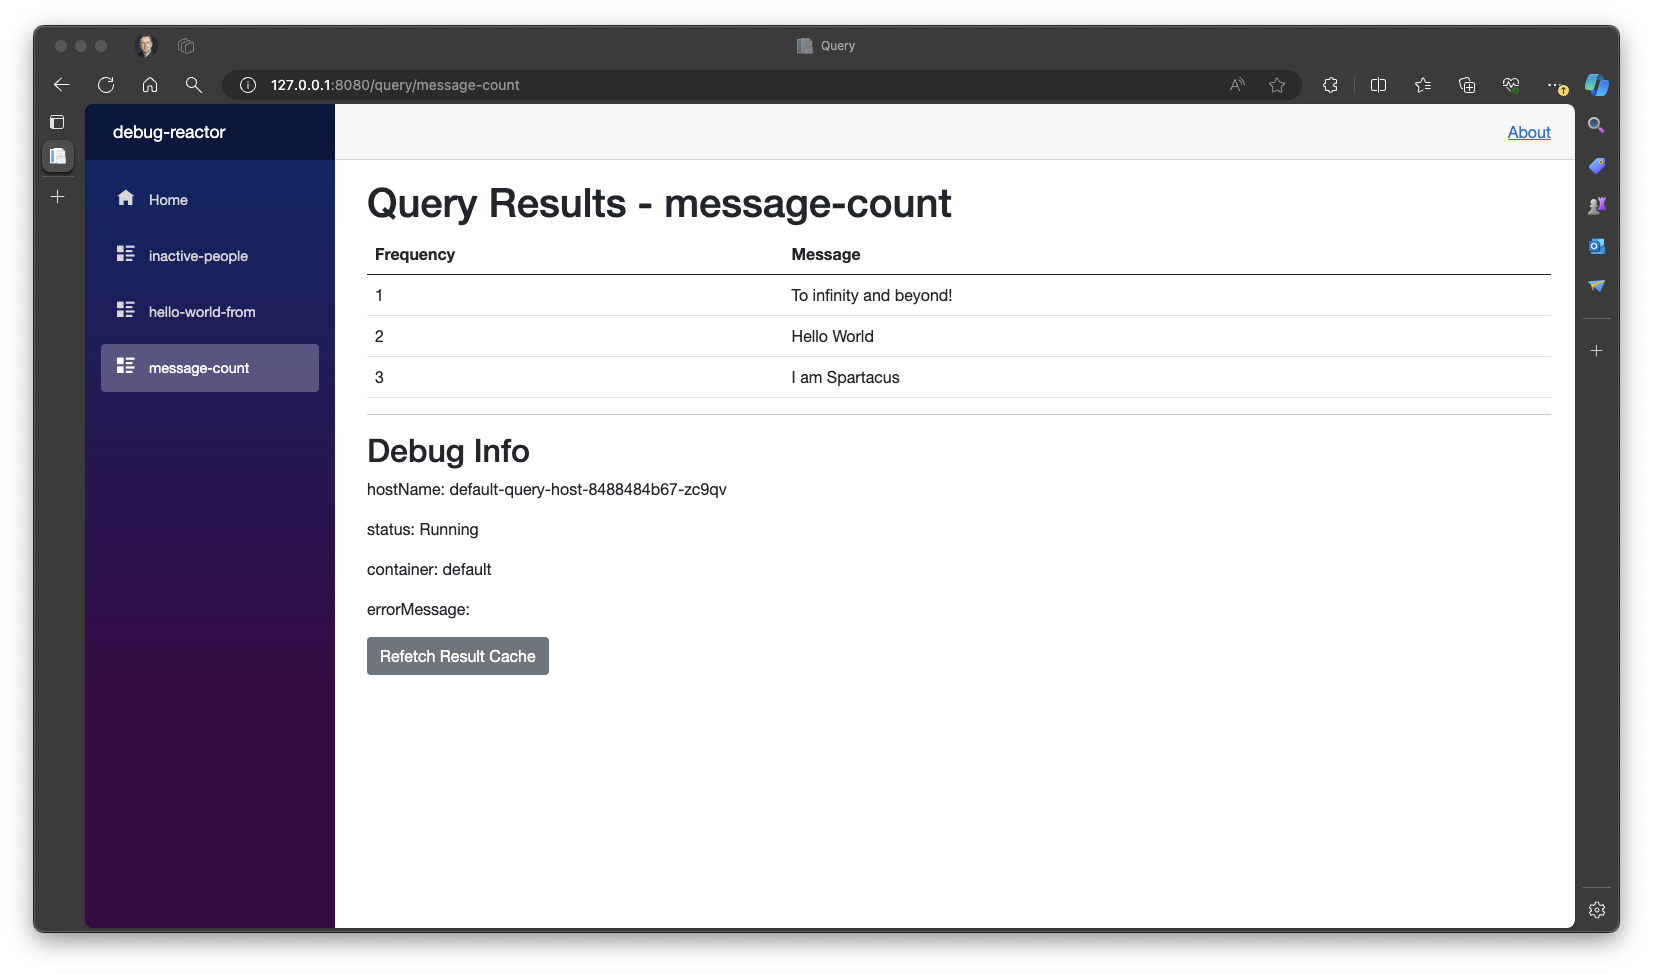 Query
127.0.0.1:8080/query/message-count
debug-reactor
About
Home
inactive-people
hello-world-from
message-count
Query Results - message-count
Frequency Message
1 To infinity and beyond!
2 Hello World
3 I am Spartacus
Debug Info
hostName: default-query-host-8488484b67-zc9qv
status: Running
container: default
errorMessage:
Refetch Result Cache